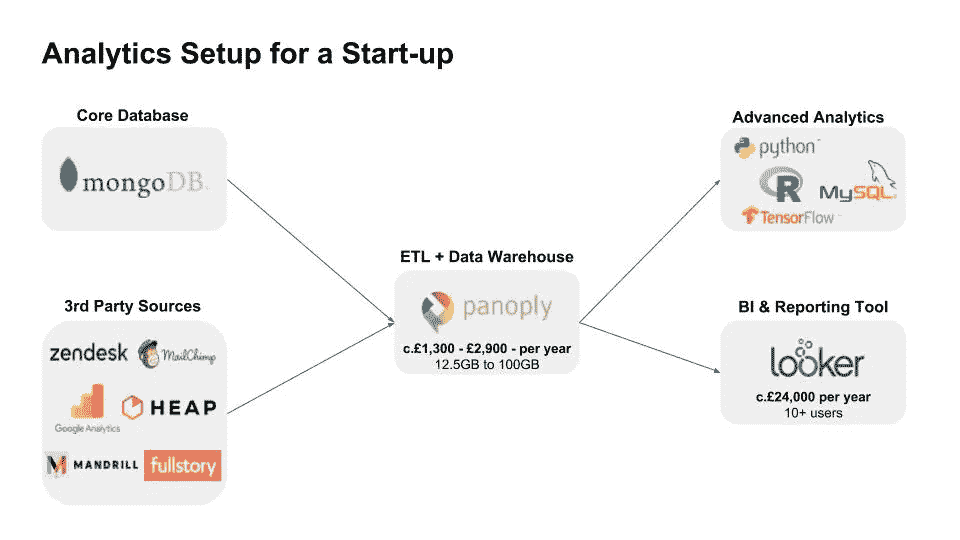 Analytics Setup for a Start-up
Core Database
mongoDB
3rd Party Sources
zendesk MailChimp
Google Analytics
HEAP
MANDRILL
fullstory
ETL + Data Warehouse
panoply
c.£1,300 - £2,900 - per year
12.5GB to 100GB
Advanced Analytics
python
R
MySQL
TensorFlow
BI & Reporting Tool
looker
c.£24,000 per year
10+ users